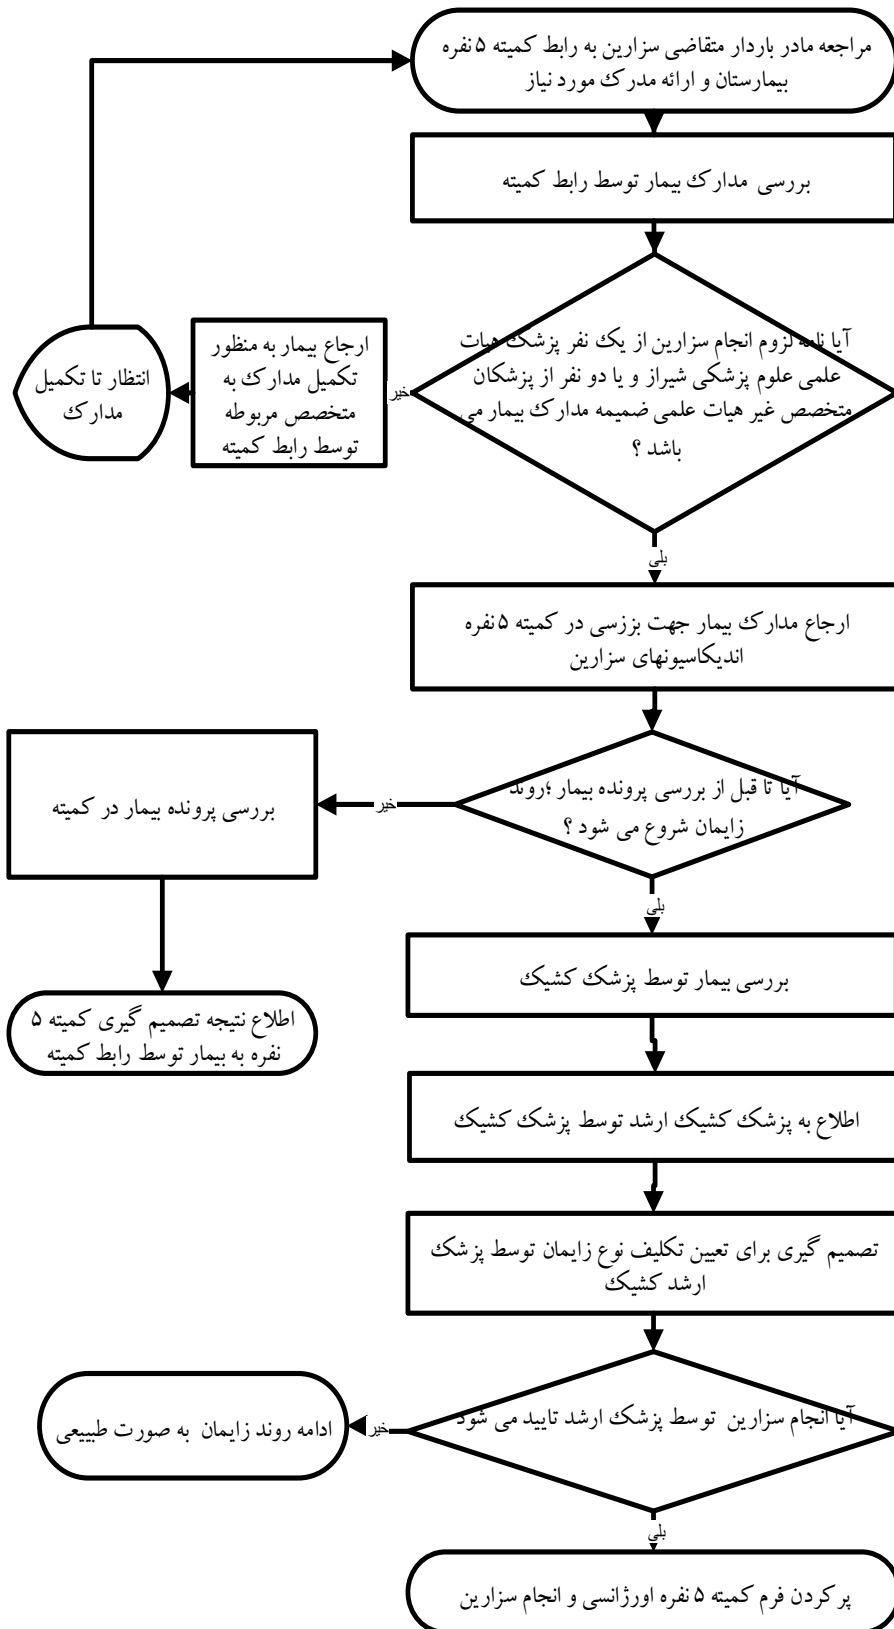 مراجعه مادر باردار متقاضی سزارین به رابط کمیته ۵ نفره
بیمارستان و ارائه مدرک مورد نیاز
بررسی مدارک بیمار توسط رابط کمیته
آیا نامه لزوم انجام سزارین از یک نفر پزشک هیات
علمی علوم پزشکی شیراز و یا دو نفر از پزشکان
متخصص غیر هیات علمی ضمیمه مدارک بیمار می
باشد ؟
خیر
ارجاع بیمار به منظور
تکمیل مدارک به
متخصص مربوطه
توسط رابط کمیته
انتظار تا تکمیل
مدارک
بلی
ارجاع مدارک بیمار جهت بززسی در کمیته ۵ نفره
اندیکاسیونهای سزارین
آیا تا قبل از بررسی پرونده بیمار ؛روند
زایمان شروع می شود ؟
خیر
بررسی پرونده بیمار در کمیته
اطلاع نتیجه تصمیم گیری کمیته ۵
نفره به بیمار توسط رابط کمیته
بلی
بررسی بیمار توسط پزشک کشیک
اطلاع به پزشک کشیک ارشد توسط پزشک کشیک
تصمیم گیری برای تعیین تکلیف نوع زایمان توسط پزشک
ارشد کشیک
آیا انجام سزارین توسط پزشک ارشد تایید می شود
خیر
ادامه روند زایمان به صورت طبیعی
بلی
پر کردن فرم کمیته ۵ نفره اورژانسی و انجام سزارین